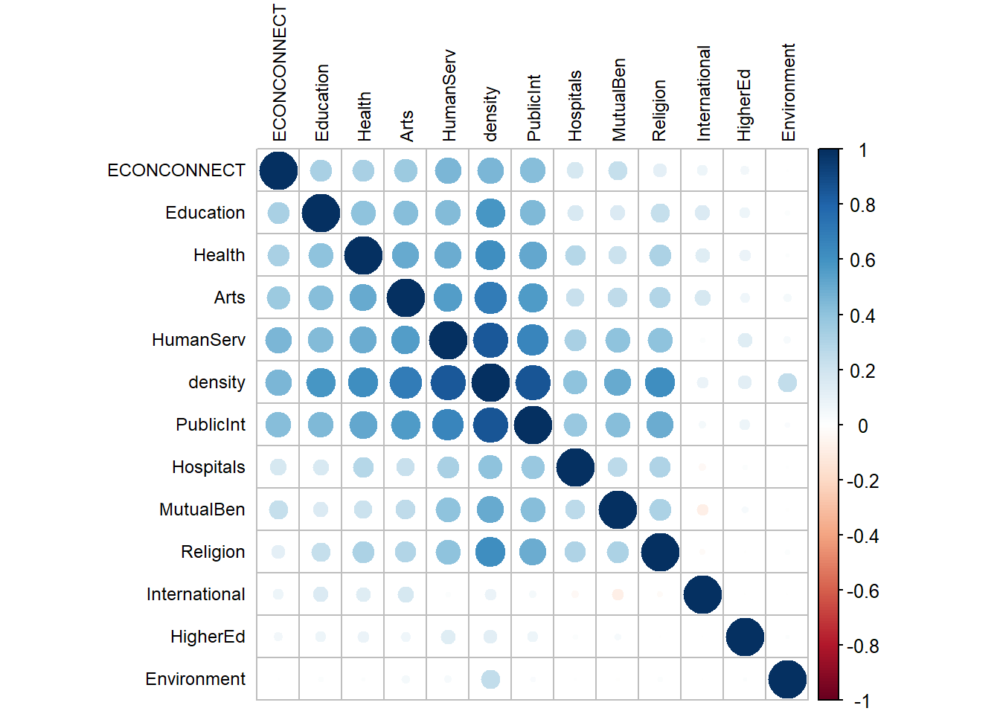 ECONCONNECT
Education
Health
Arts
HumanServ
density
PublicInt
Hospitals
MutualBen
Religion
International
HigherEd
Environment
ECONCONNECT
Education
Health
Arts
HumanServ
density
PublicInt
Hospitals
MutualBen
Religion
International
HigherEd
Environment
1
0.8
0.6
0.4
0.2
0
-0.2
-0.4
-0.6
-0.8
-1